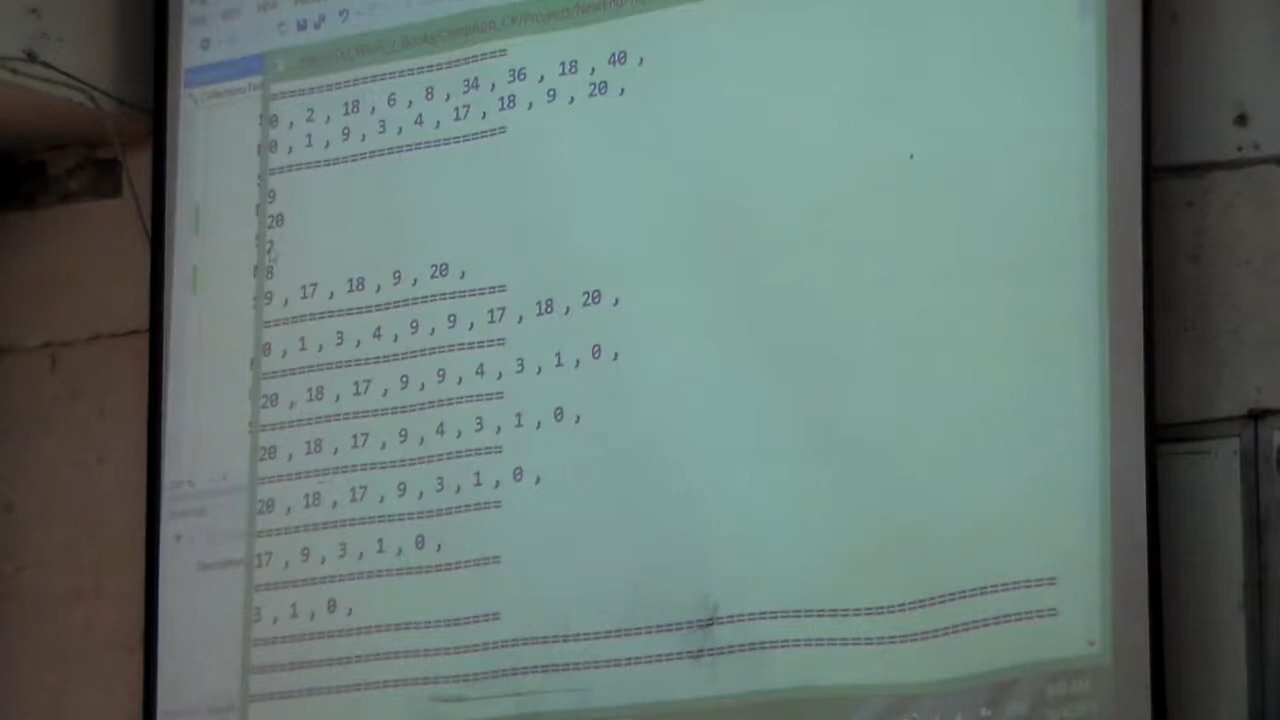 ==========================
0 , 2 , 18 , 6 , 8 , 34 , 36 , 18 , 40 ,
0 , 1 , 9 , 3 , 4 , 17 , 18 , 9 , 20 ,
==========================
9
20
2
8
9 , 17 , 18 , 9 , 20 ,
==========================
0 , 1 , 3 , 4 , 9 , 9 , 17 , 18 , 20 ,
==========================
20 , 18 , 17 , 9 , 9 , 4 , 3 , 1 , 0 ,
==========================
20 , 18 , 17 , 9 , 4 , 3 , 1 , 0 ,
==========================
20 , 18 , 17 , 9 , 3 , 1 , 0 ,
==========================
17 , 9 , 3 , 1 , 0 ,
==========================
3 , 1 , 0 ,
==========================